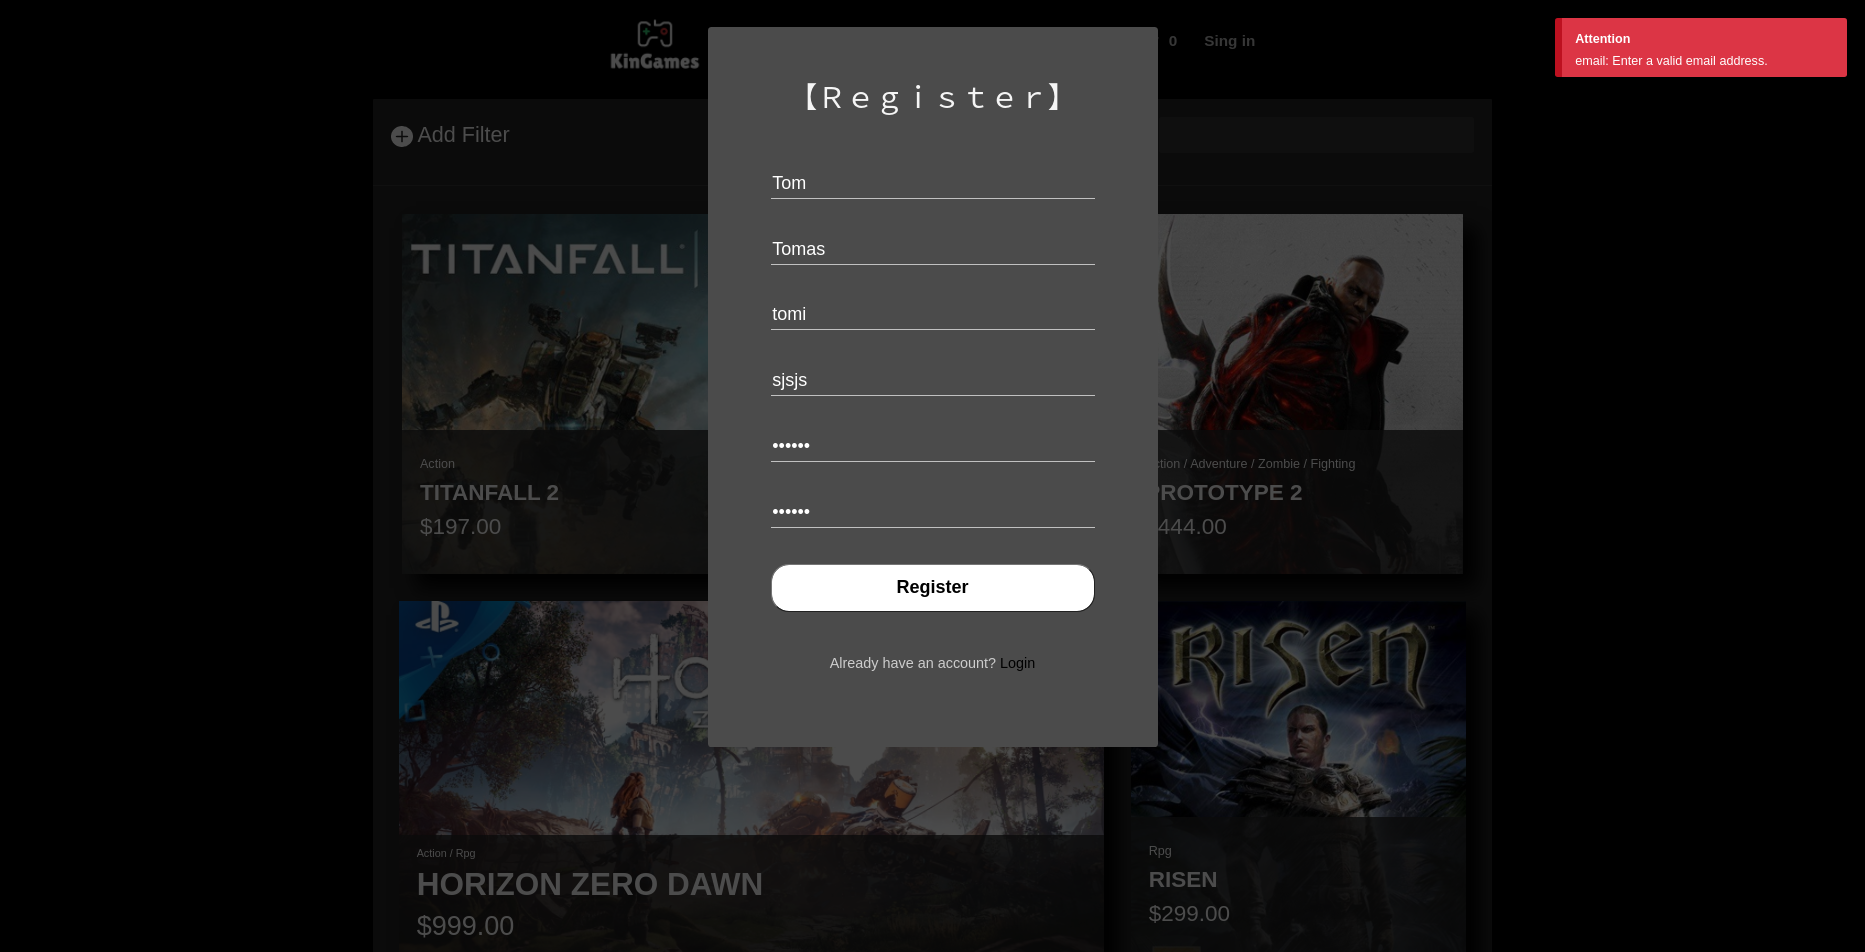 KinGames
0
Sing in
Attention
email: Enter a valid email address.
Add Filter
【Register】
Tom
Tomas
tomi
sjsjs
••••••
••••••
Register
Already have an account? Login
TITANFALL
Action
TITANFALL 2
$197.00
ction / Adventure / Zombie / Fighting
PROTOTYPE 2
444.00
HO
Action / Rpg
HORIZON ZERO DAWN
$999.00
RISEN
Rpg
RISEN
$299.00